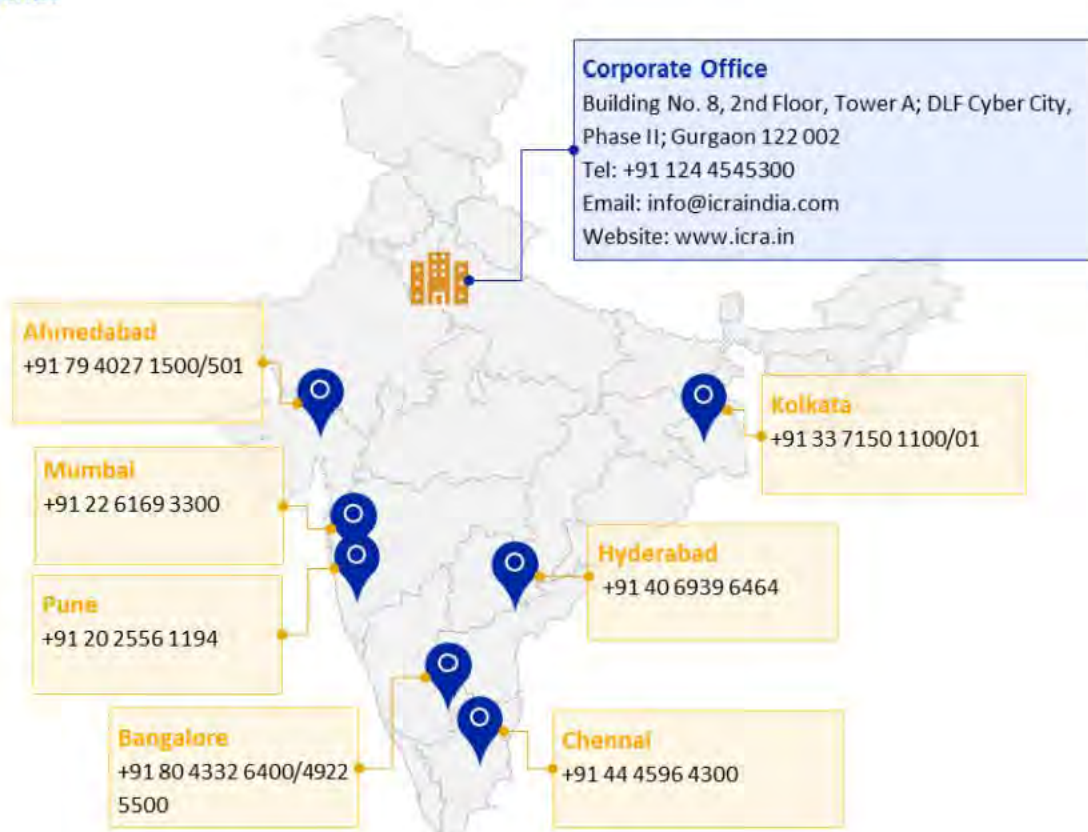 Corporate Office
Building No. 8, 2nd Floor, Tower A; DLF Cyber City,
Phase II; Gurgaon 122 002
Tel: +91 124 4545300
Email: info@icraindia.com
Website: www.icra.in
Ahmedabad
+91 79 4027 1500/501
Kolkata
+91 33 7150 1100/01
Mumbai
+91 22 6169 3300
Hyderabad
+91 40 6939 6464
Pune
+91 20 2556 1194
Bangalore
+91 80 4332 6400/4922
5500
Chennai
+91 44 4596 4300